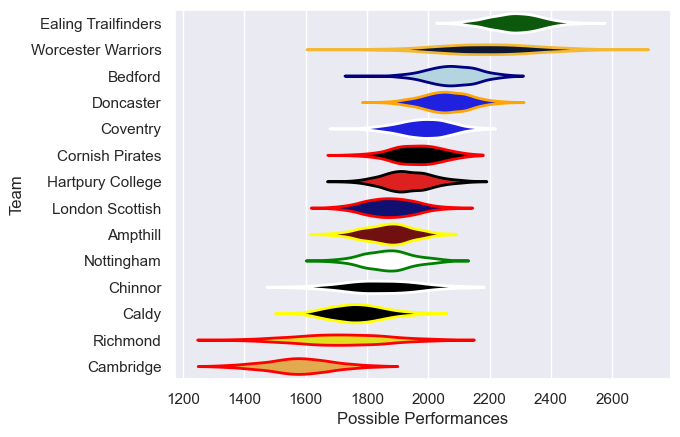 Ealing Trailfinders
Worcester Warriors
Bedford
Doncaster
Coventry
Cornish Pirates
Hartpury College
London Scottish
Ampthill
Nottingham
Chinnor
Caldy
Richmond
Cambridge
Team
1200 1400 1600 1800 2000 2200 2400 2600
Possible Performances